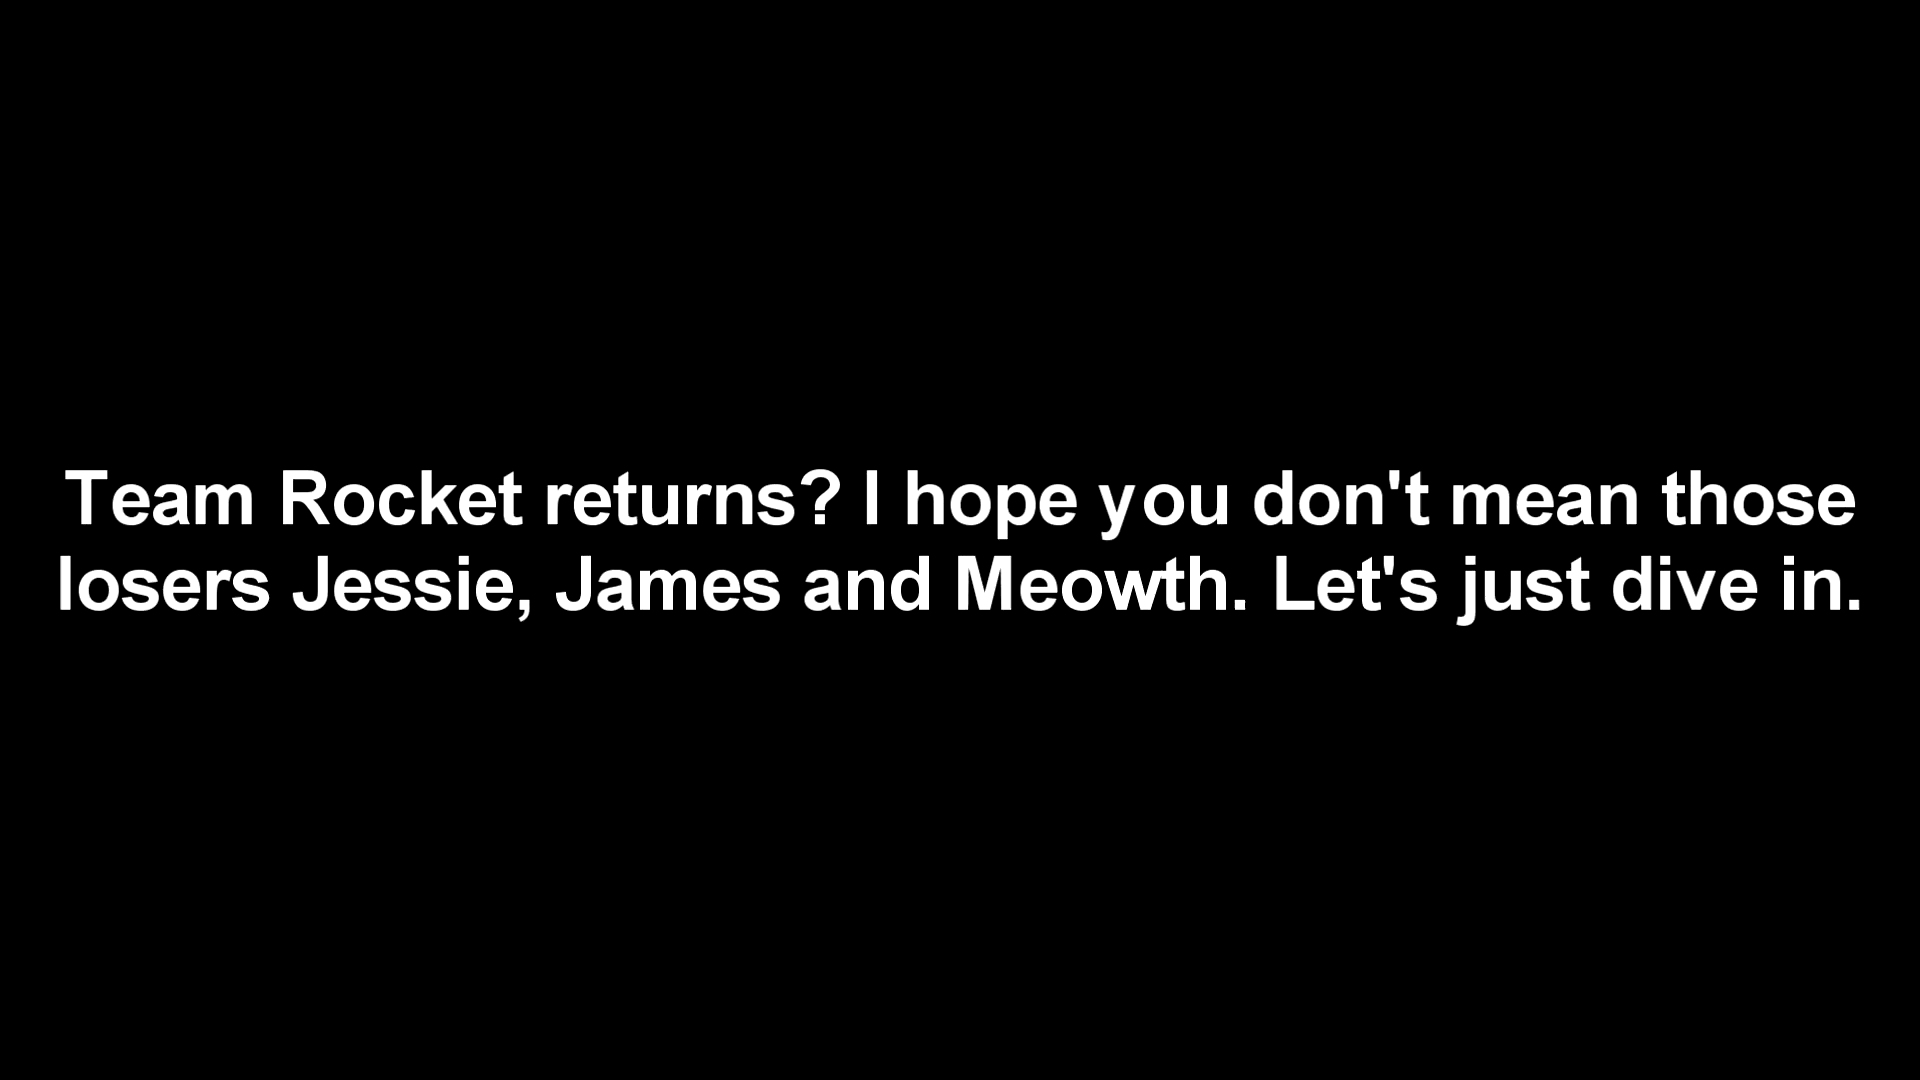 Team Rocket returns? I hope you don't mean those
losers Jessie, James and Meowth. Let's just dive in.